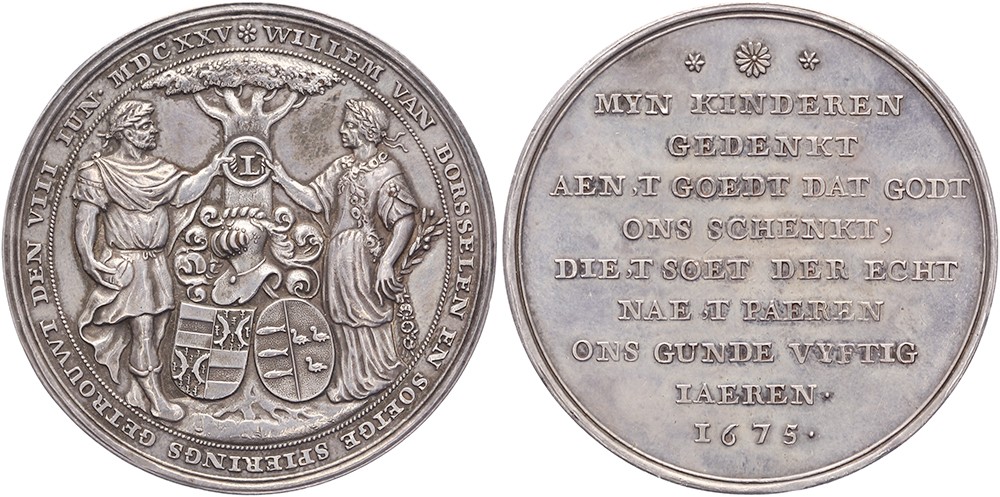 WILLEM VAN BORSSELEN EN SOETGE SPIERINGS GETROUWT DEN VIII IUN· MDCXXV
L
MYN KINDEREN
GEDENKT
AEN,T GOEDT DAT GODT
ONS SCHENKT,
DIE,T SOET DER ECHT
NAE,T PAEREN
ONS GUNDE VYFTIG
IAEREN·
1675·